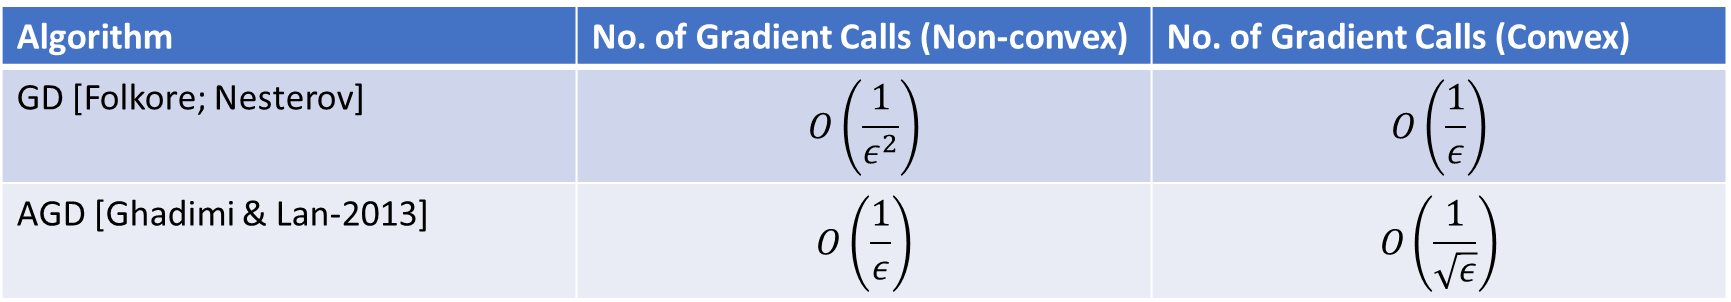 Algorithm No. of Gradient Calls (Non-convex) No. of Gradient Calls (Convex)
GD [Folkore; Nesterov] O(1/ϵ²) O(1/ϵ)
AGD [Ghadimi & Lan-2013] O(1/ϵ) O(1/√ϵ)